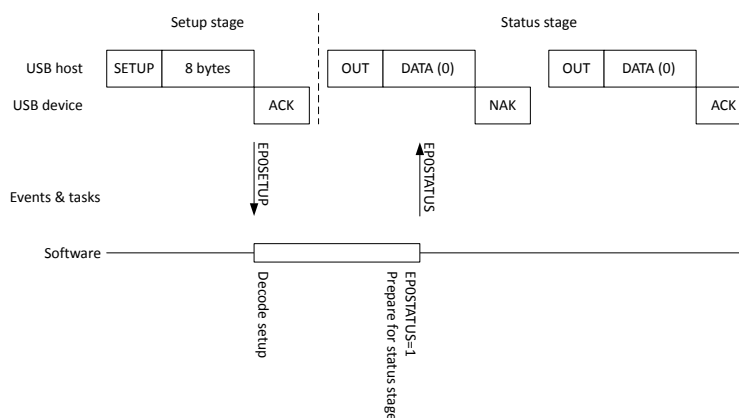 Setup stage
Status stage
USB host
SETUP
8 bytes
OUT
DATA (0)
OUT
DATA (0)
USB device
ACK
NAK
ACK
EP0SETUP
EP0STATUS
Events & tasks
Software
Decode setup
EP0STATUS=1
Prepare for status stage